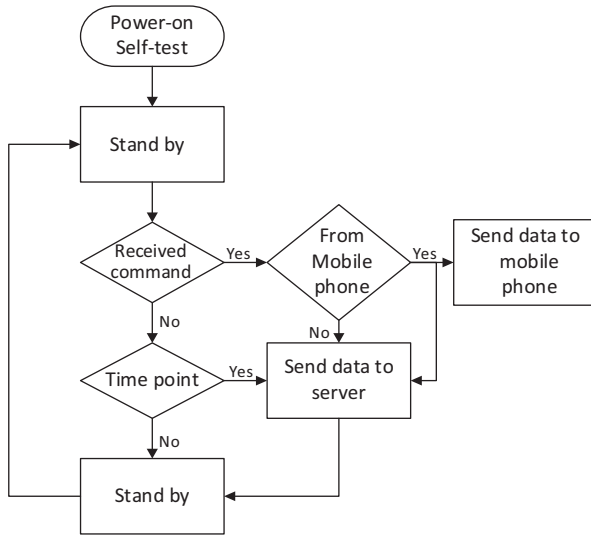 Power-on
Self-test
Stand by
Received
command
Yes
From
Mobile
phone
Yes
Send data to
mobile
phone
No
No
Time point
Yes
Send data to
server
No
Stand by